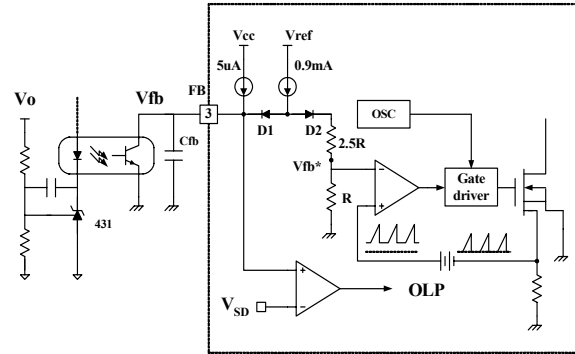 Vcc Vref
5uA 0.9mA
Vo Vfb FB
3
OSC
D1 D2
Cfb 2.5R
Vfb*
Gate
driver
R
431
OLP
V_SD
− +
+ −